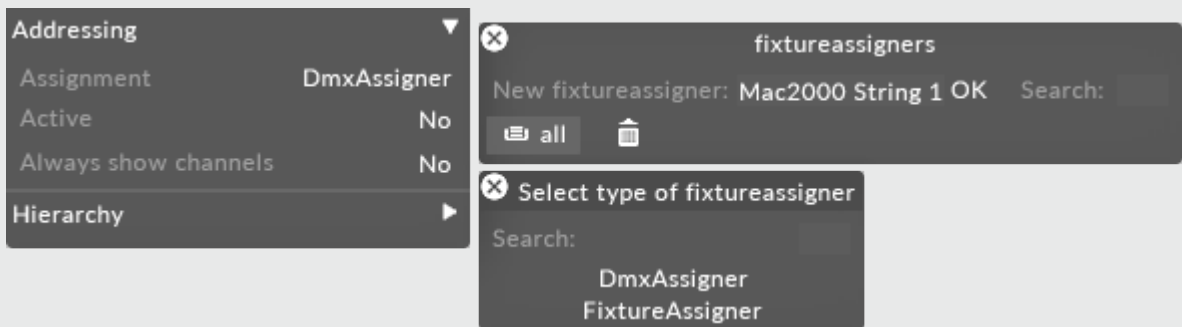 Addressing
Assignment DmxAssigner
Active No
Always show channels No
Hierarchy
fixtureassigners
New fixtureassigner: Mac2000 String 1 OK Search:
all
Select type of fixtureassigner
Search:
DmxAssigner
FixtureAssigner